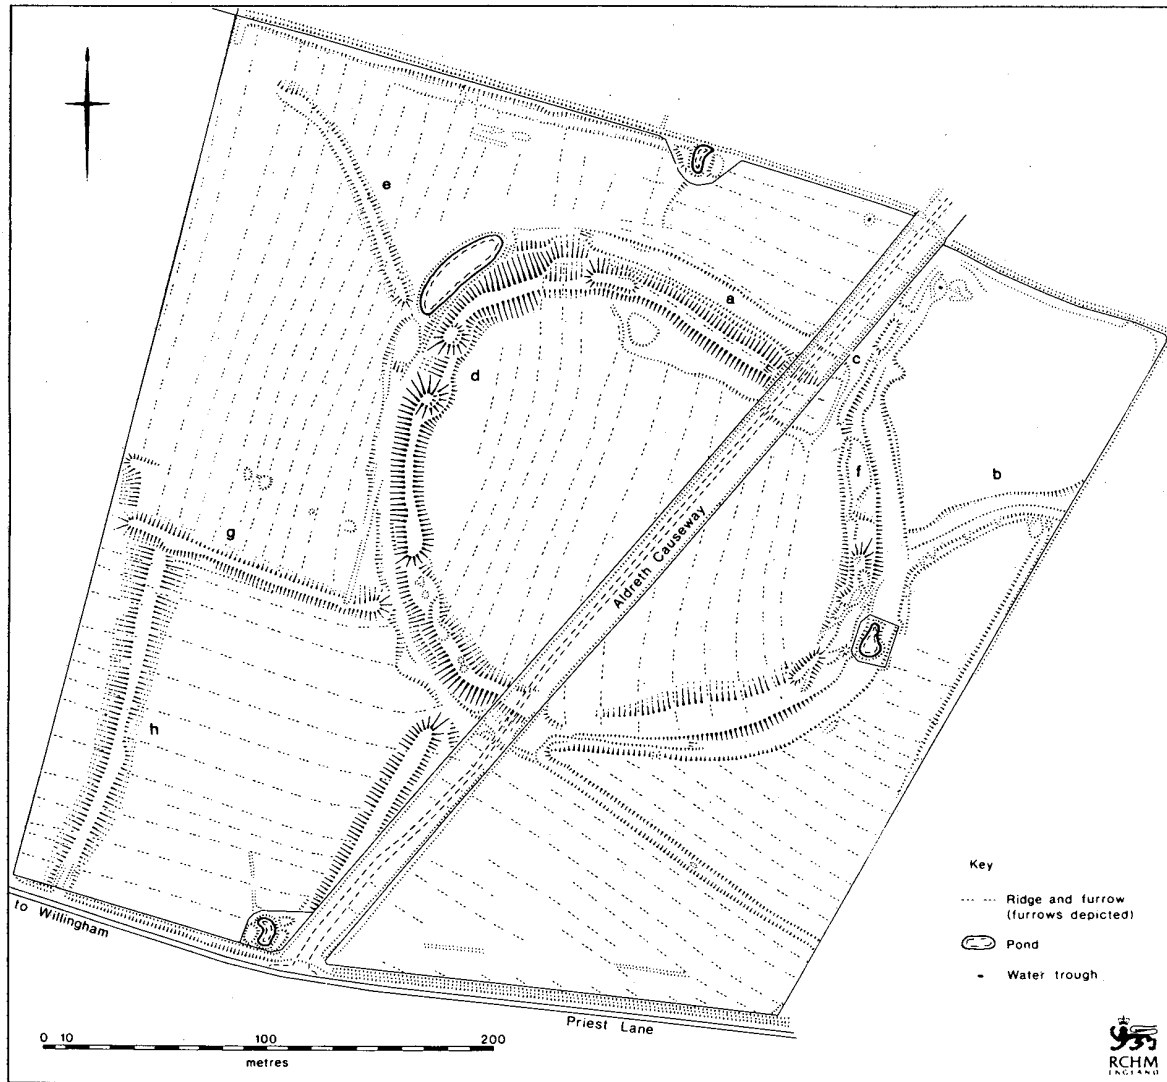 e
a
c
d
f
b
g
Aldreth Causeway
h
to Willingham
Priest Lane
Key
Ridge and furrow
(furrows depicted)
Pond
Water trough
0 10 100 200
metres
RCHM
ENGLAND